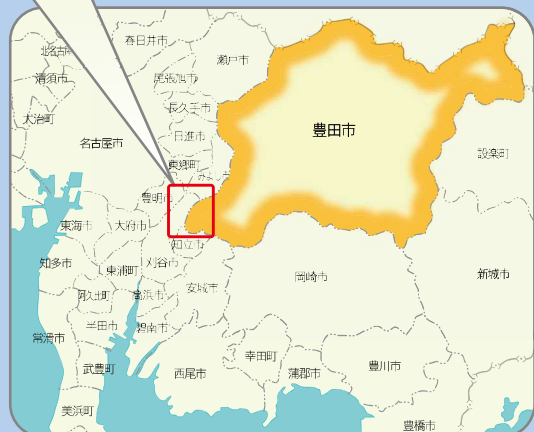 春日井市
北名古屋市
瀬戸市
清須市
尾張旭市
長久手市
大治町
豊田市
名古屋市
日進市
設楽町
東郷町
みよし市
豊明市
東海市
大府市
知立市
知多市
東浦町
刈谷市
岡崎市
新城市
安城市
阿久比町
高浜市
半田市
碧南市
常滑市
幸田町
武豊町
西尾市
蒲郡市
豊川市
美浜町
豊橋市